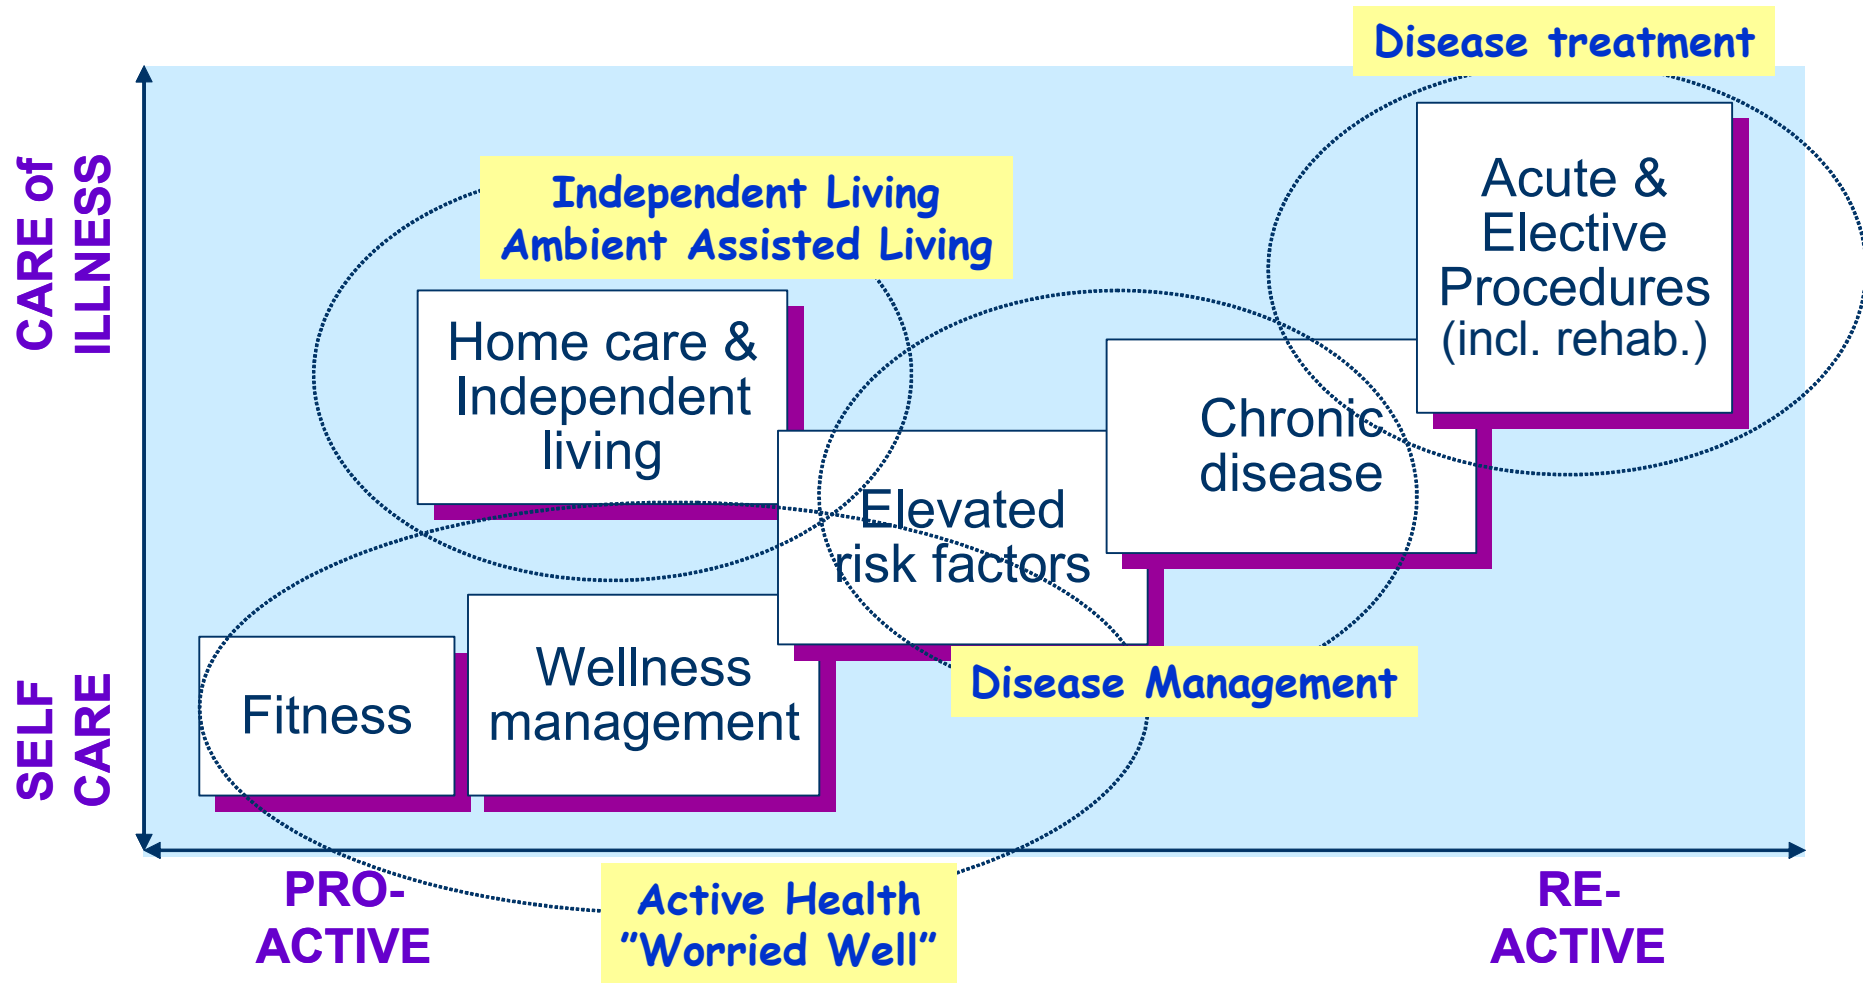 Disease treatment
CARE of
ILLNESS
Independent Living
Ambient Assisted Living
Acute &
Elective
Procedures
(incl. rehab.)
Home care &
Independent
living
Chronic
disease
Elevated
risk factors
SELF
CARE
Fitness
Wellness
management
Disease Management
PRO-
ACTIVE
Active Health
”Worried Well”
RE-
ACTIVE